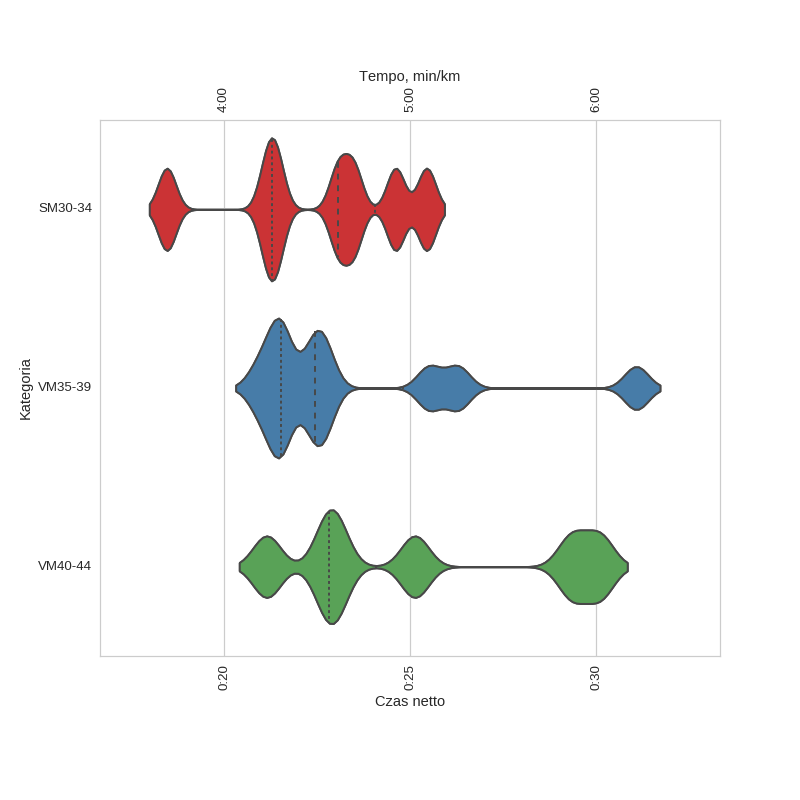 Tempo, min/km
4:00
5:00
6:00
SM30-34
VM35-39
VM40-44
Kategoria
0:20
0:25
0:30
Czas netto